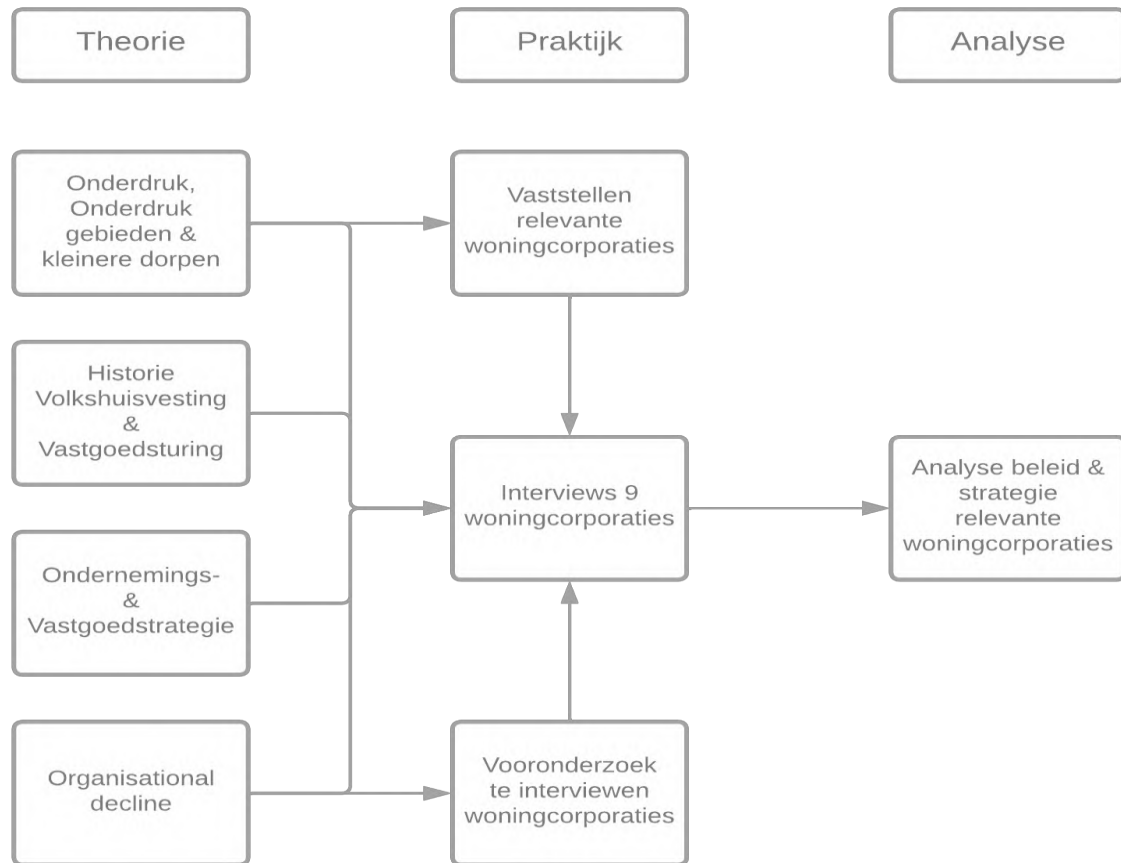 Theorie
Praktijk
Analyse
Onderdruk,
Onderdruk
gebieden &
kleinere dorpen
Vaststellen
relevante
woningcorporaties
Historie
Volkshuisvesting
&
Vastgoedsturing
Interviews 9
woningcorporaties
Analyse beleid &
strategie
relevante
woningcorporaties
Ondernemings-
&
Vastgoedstrategie
Organisational
decline
Vooronderzoek
te interviewen
woningcorporaties